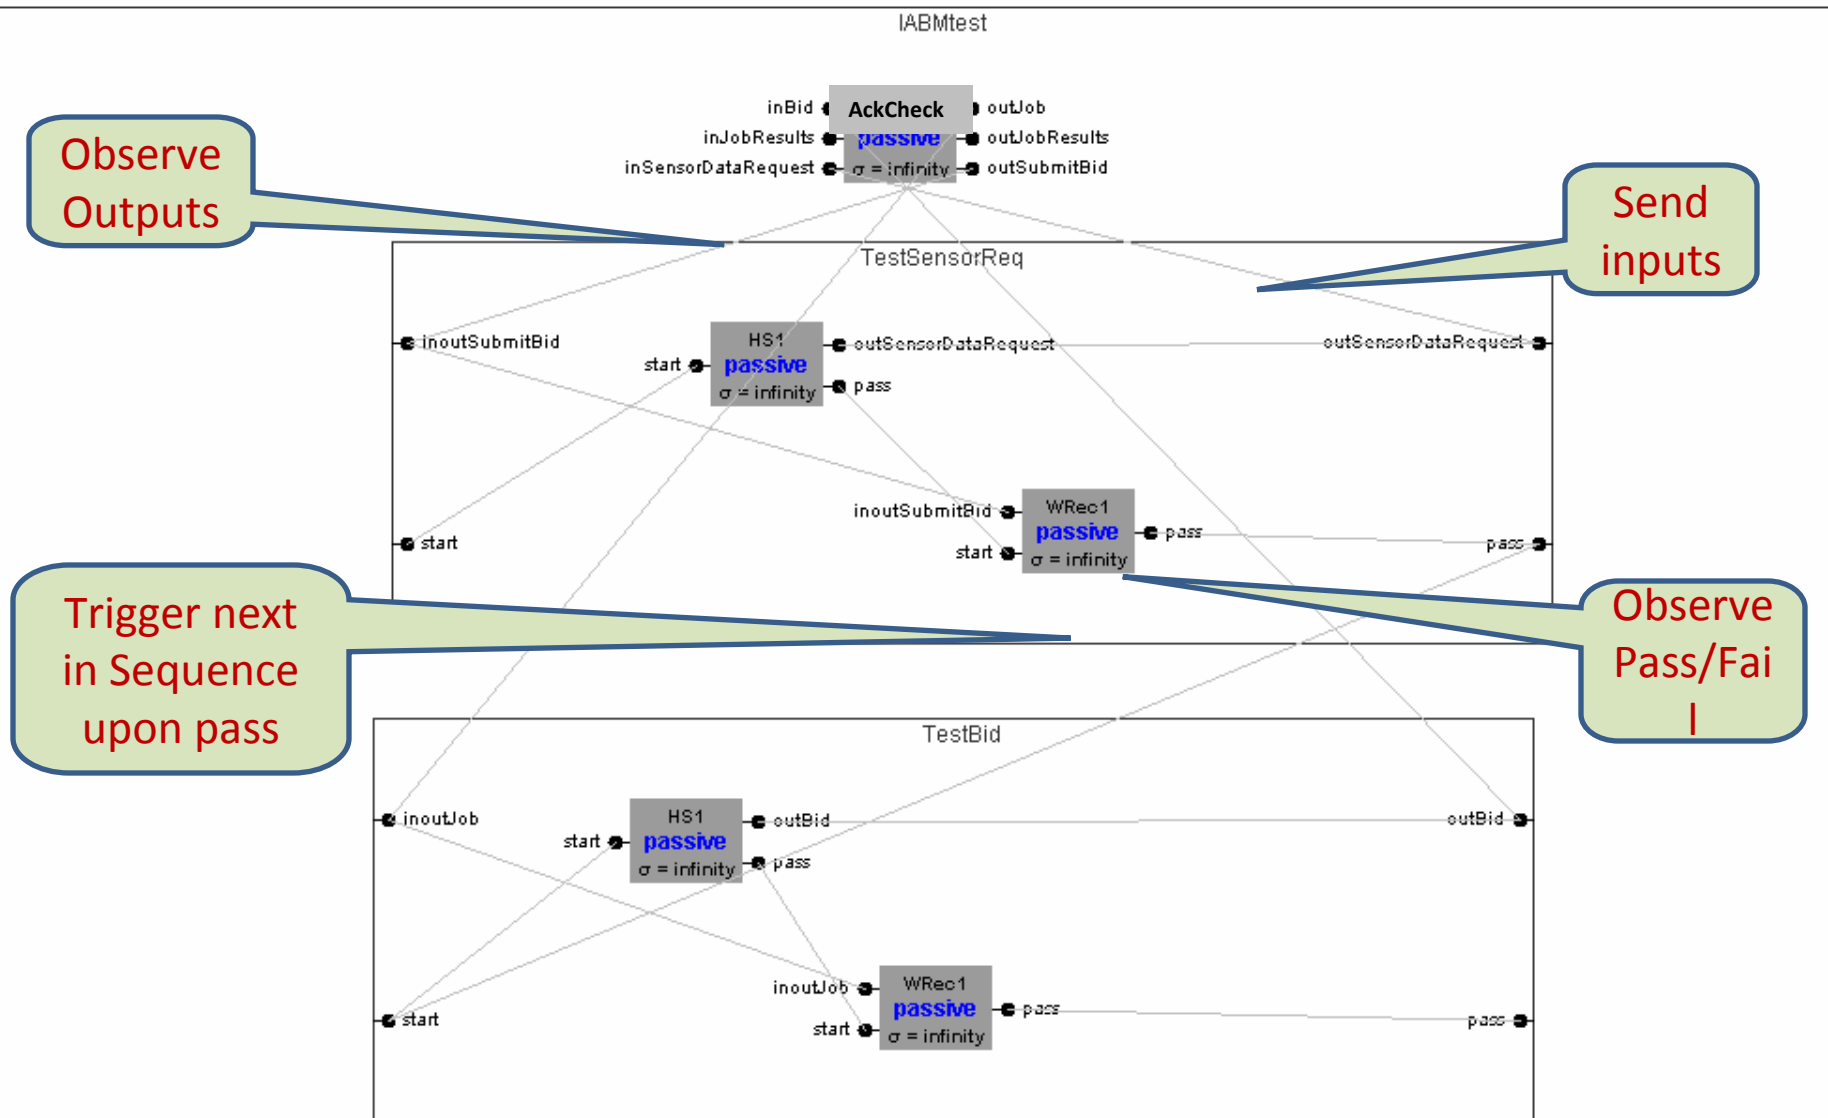 IABMtest
inBid
AckCheck
outJob
inJobResults
passive
outJobResults
inSensorDataRequest
σ = infinity
outSubmitBid
Observe
Outputs
Send
inputs
TestSensorReq
inoutSubmitBid
HS1
start
passive
σ = infinity
outSensorDataRequest
pass
outSensorDataRequest
inoutSubmitBid
WRec1
start
passive
σ = infinity
pass
start
pass
Trigger next
in Sequence
upon pass
Observe
Pass/Fai
l
TestBid
inoutJob
HS1
start
passive
σ = infinity
outBid
pass
outBid
inoutJob
WRec1
start
passive
σ = infinity
pass
start
pass